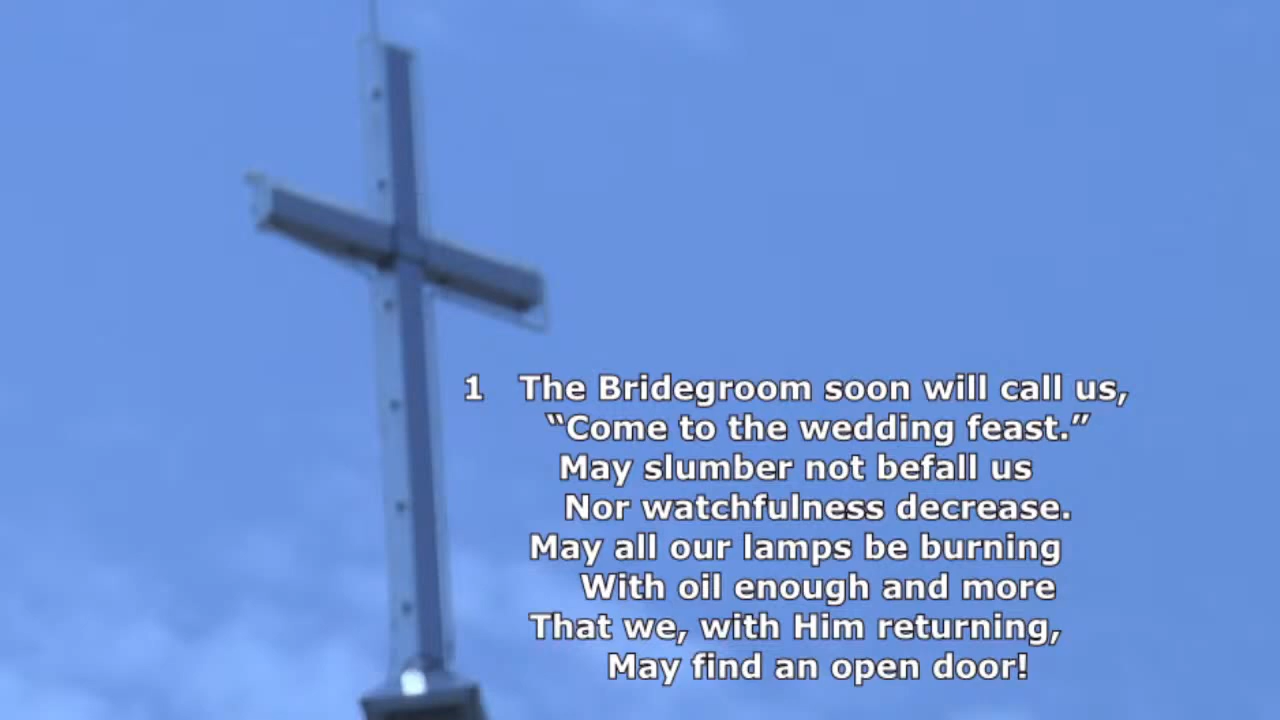 1 The Bridegroom soon will call us,
“Come to the wedding feast.”
May slumber not befall us
Nor watchfulness decrease.
May all our lamps be burning
With oil enough and more
That we, with Him returning,
May find an open door!